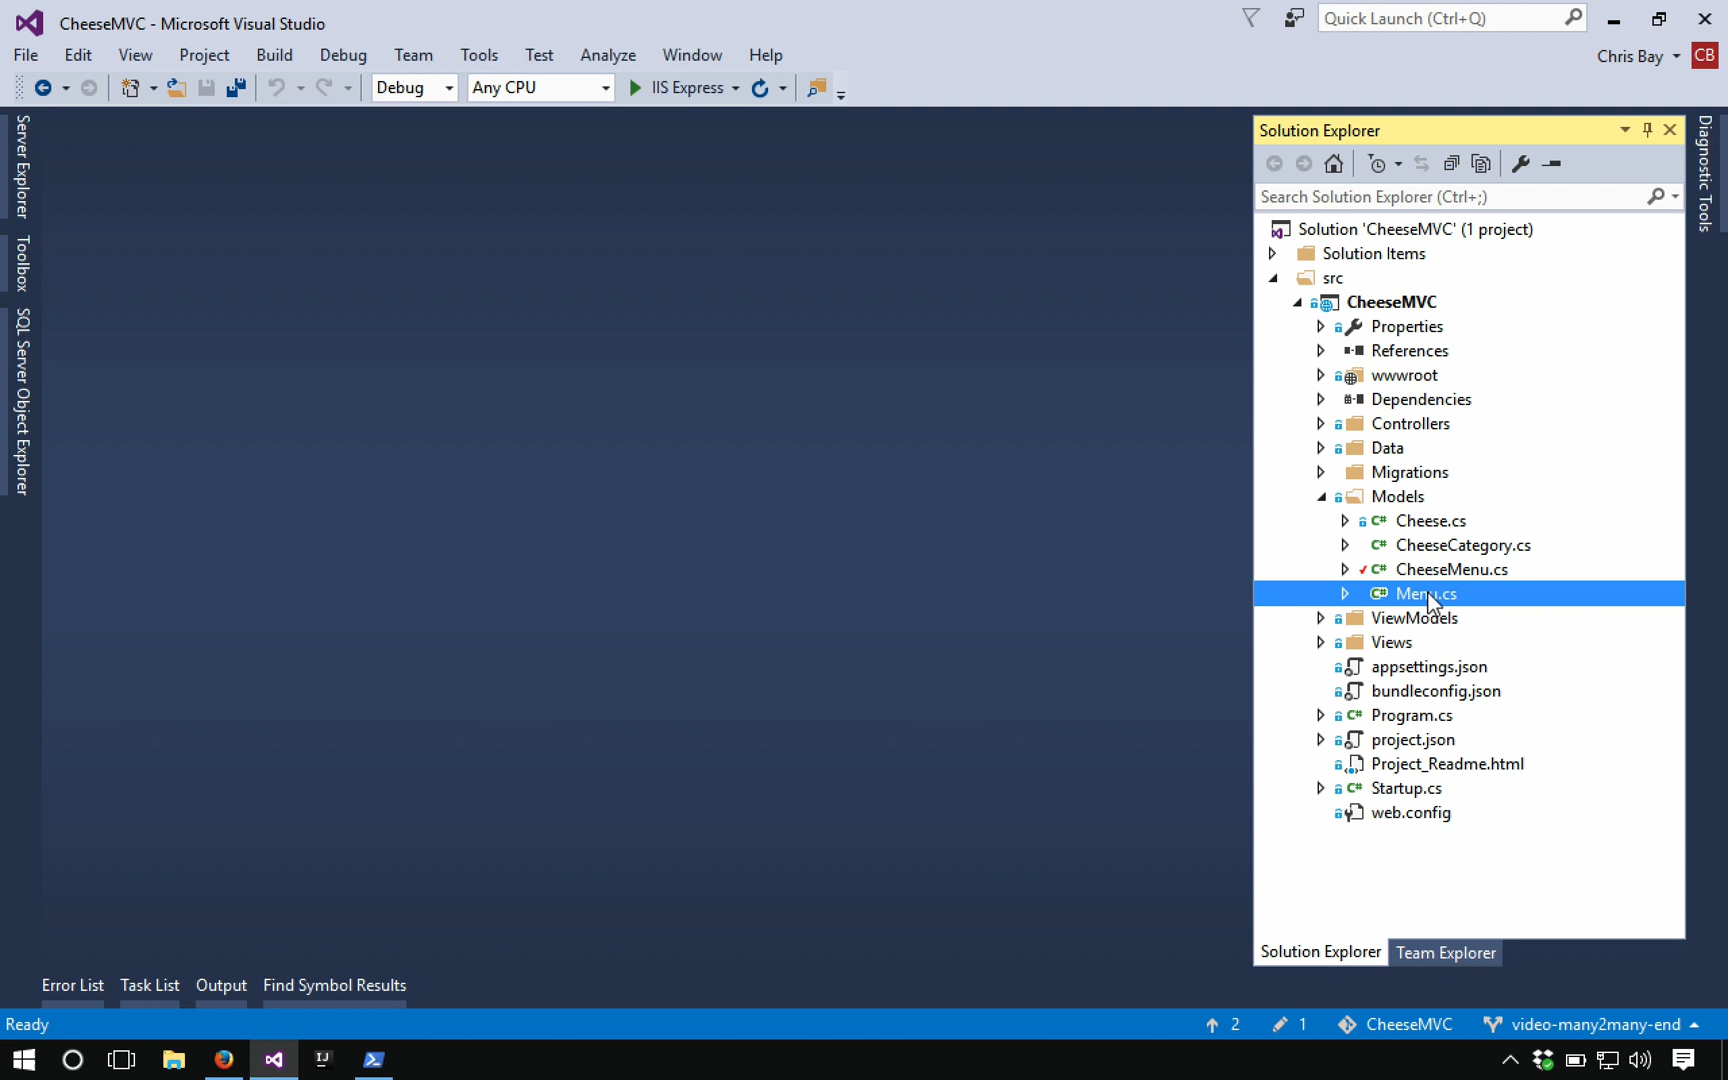 CheeseMVC - Microsoft Visual Studio
Quick Launch (Ctrl+Q)
File Edit View Project Build Debug Team Tools Test Analyze Window Help
Chris Bay CB
Debug Any CPU IIS Express
Server Explorer
Toolbox
SQL Server Object Explorer
Solution Explorer
Search Solution Explorer (Ctrl+;)
Solution 'CheeseMVC' (1 project)
Solution Items
src
CheeseMVC
Properties
References
wwwroot
Dependencies
C# Controllers
Data
Migrations
Models
C# Cheese.cs
C# CheeseCategory.cs
C# CheeseMenu.cs
C# Menu.cs
ViewModels
Views
appsettings.json
bundleconfig.json
C# Program.cs
project.json
Project_Readme.html
C# Startup.cs
web.config
Solution Explorer Team Explorer
Diagnostic Tools
Error List Task List Output Find Symbol Results
Ready 2 1 CheeseMVC video-many2many-end
IJ